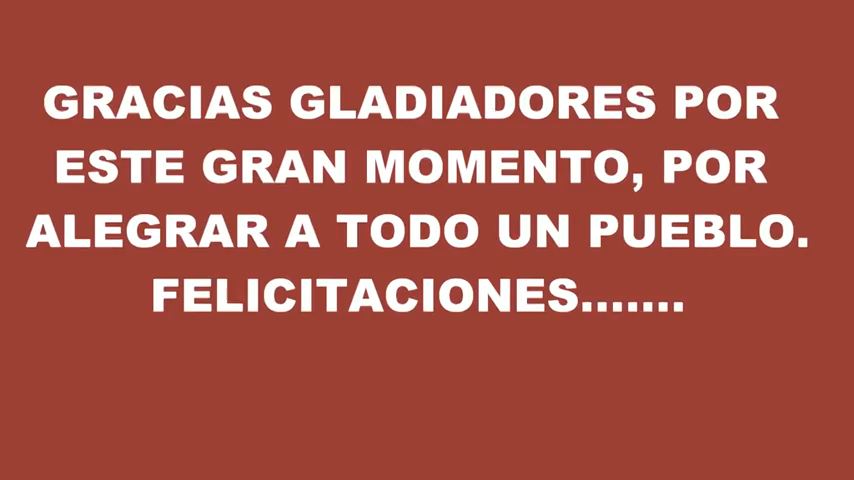 GRACIAS GLADIADORES POR
ESTE GRAN MOMENTO, POR
ALEGRAR A TODO UN PUEBLO.
FELICITACIONES.......